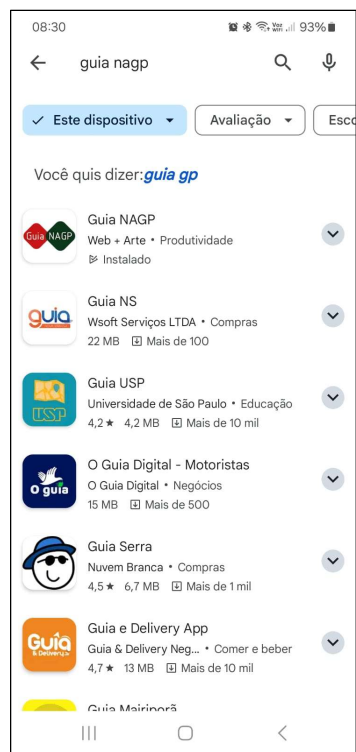 08:30 Voz WiFi 93%
guia nagp
Este dispositivo Avaliação Esco
Você quis dizer:guia gp
Guia NAGP
Guia NAGP
Web + Arte • Produtividade
Instalado
guia
Guia NS
Wsoft Serviços LTDA • Compras
22 MB Mais de 100
USP
Guia USP
Universidade de São Paulo • Educação
4,2★ 4,2 MB Mais de 10 mil
O guia
O Guia Digital - Motoristas
O Guia Digital • Negócios
15 MB Mais de 500
Guia Serra
Nuvem Branca • Compras
4,5★ 6,7 MB Mais de 1 mil
Guia & Delivery
Guia e Delivery App
Guia & Delivery Neg... • Comer e beber
4,7★ 13 MB Mais de 10 mil
Guia Mairiporã